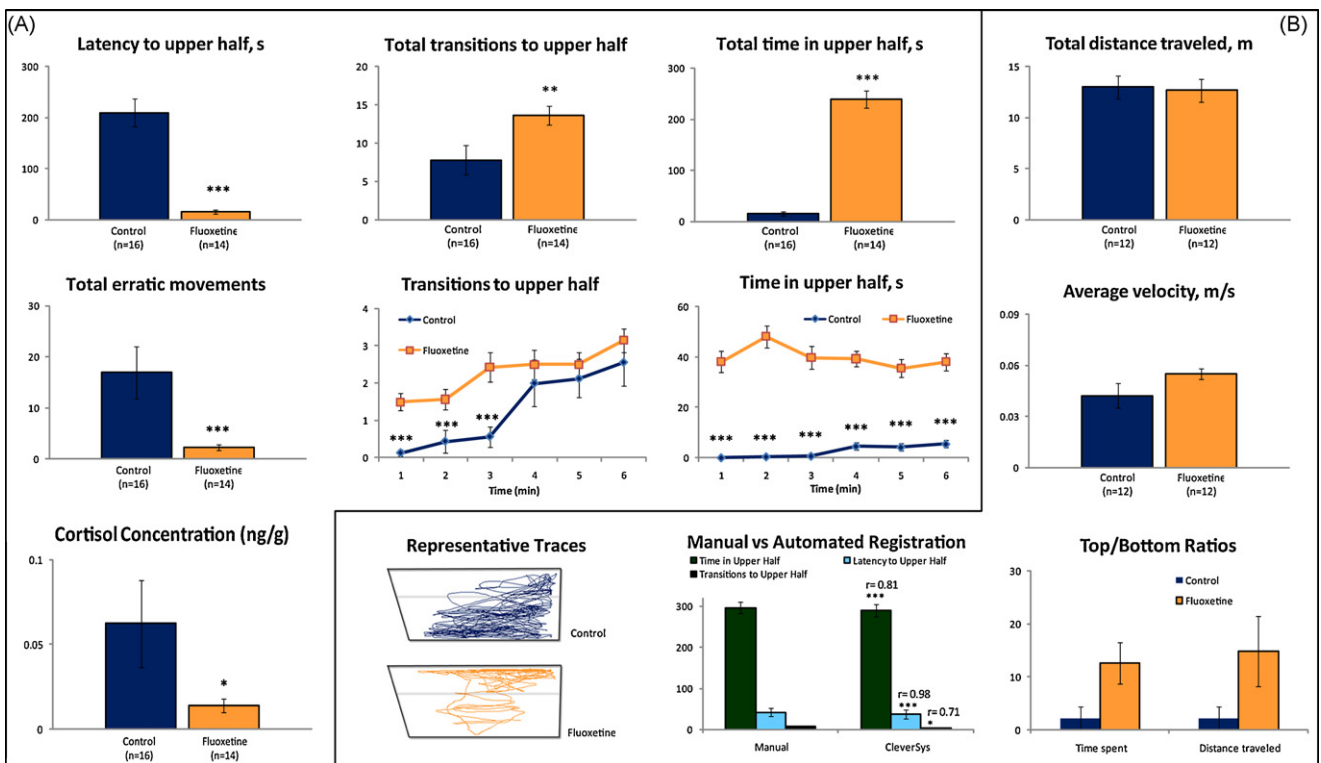 (A)
Latency to upper half, s
300
200
100
0
***
Control
(n=16)
Fluoxetine
(n=14)
Total transitions to upper half
20
15
10
5
0
**
Control
(n=16)
Fluoxetine
(n=14)
Total time in upper half, s
300
200
100
0
***
Control
(n=16)
Fluoxetine
(n=14)
(B)
Total distance traveled, m
15
10
5
0
Control
(n=12)
Fluoxetine
(n=12)
Total erratic movements
30
20
10
0
***
Control
(n=16)
Fluoxetine
(n=14)
Transitions to upper half
4
3
2
1
0
Control
Fluoxetine
*** *** ***
1 2 3 4 5 6
Time (min)
Time in upper half, s
60
40
20
0
Control Fluoxetine
*** *** *** *** *** ***
1 2 3 4 5 6
Time (min)
Average velocity, m/s
0.09
0.06
0.03
0
Control
(n=12)
Fluoxetine
(n=12)
Cortisol Concentration (ng/g)
0.1
0.05
0
*
Control
(n=16)
Fluoxetine
(n=14)
Representative Traces
Control
Fluoxetine
Manual vs Automated Registration
Time in Upper Half Latency to Upper Half
Transitions to Upper Half
300
200
100
0
r= 0.81
***
r= 0.98
***
r= 0.71
*
Manual CleverSys
Top/Bottom Ratios
30
20
10
0
Control
Fluoxetine
Time spent Distance traveled